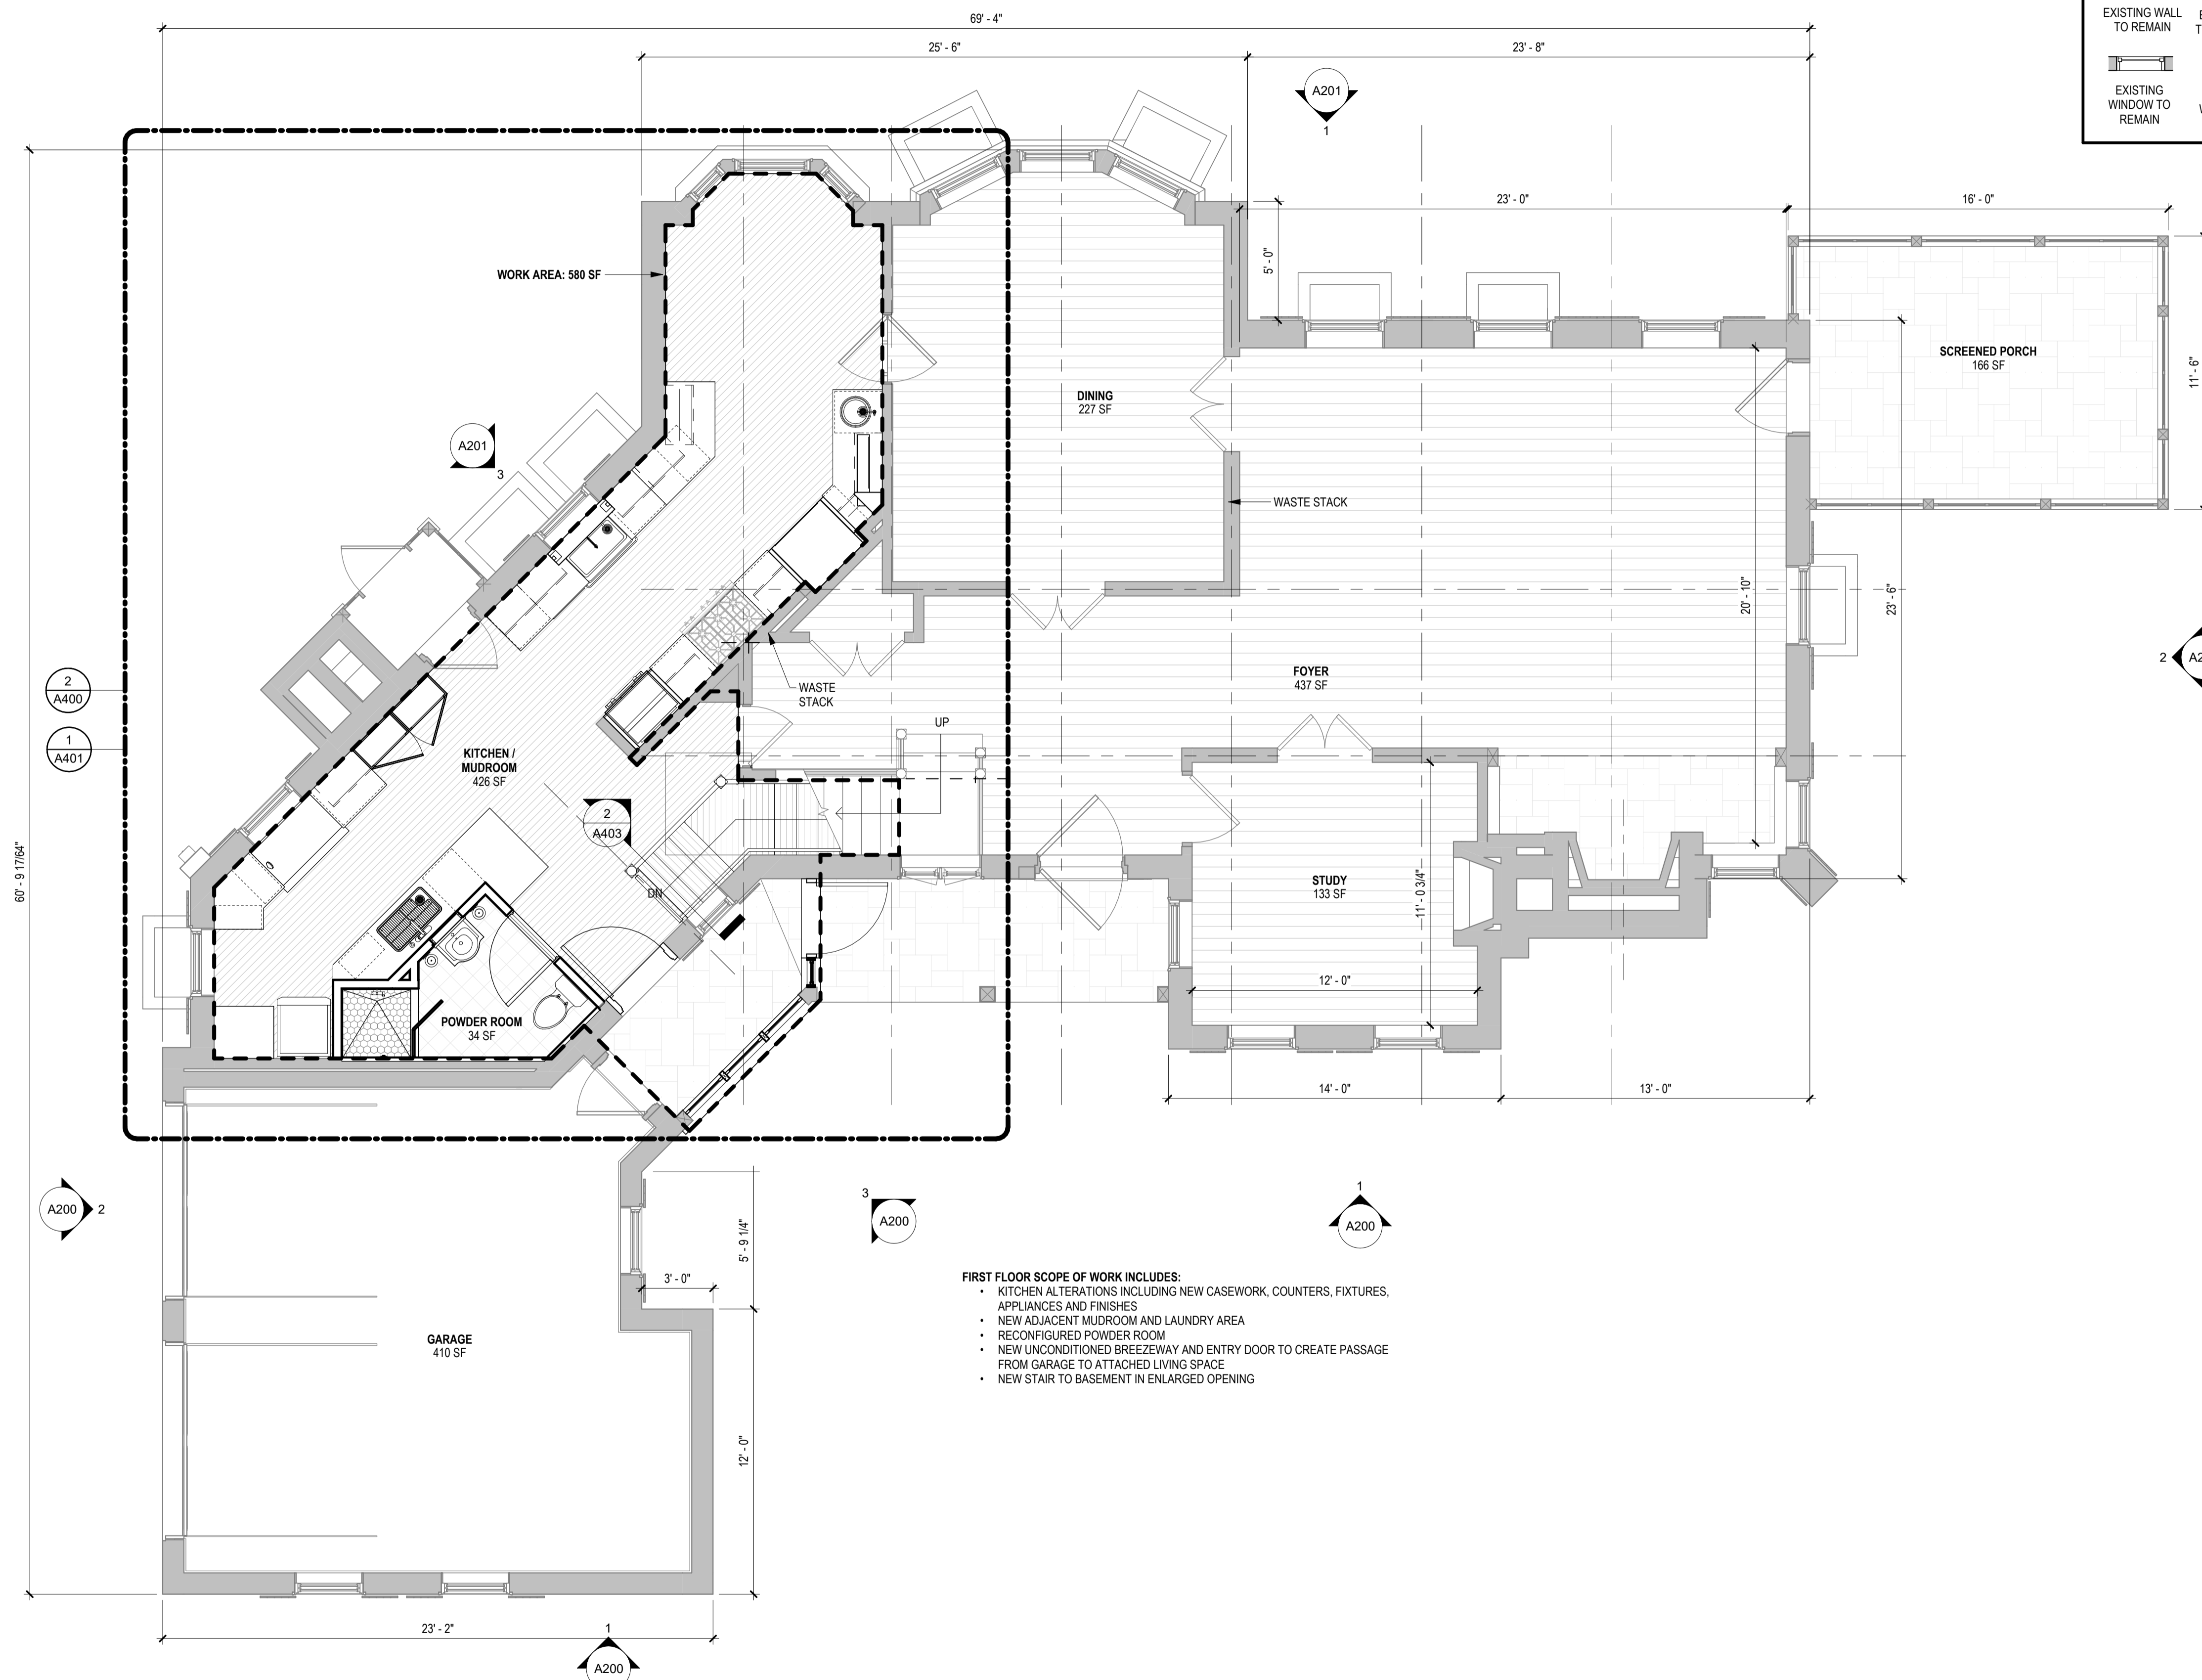 69' - 4"
25' - 6"
23' - 8"
EXISTING WALL
TO REMAIN
EXISTING
WINDOW TO
REMAIN
A201
1
23' - 0"
16' - 0"
5' - 0"
WORK AREA: 580 SF
SCREENED PORCH
166 SF
11' - 6"
DINING
227 SF
A201
3
WASTE STACK
20' - 10"
23' - 6"
2
A400
1
A401
WASTE
STACK
UP
FOYER
437 SF
2
KITCHEN /
MUDROOM
426 SF
2
A403
DN
60' - 9 17/64"
STUDY
133 SF
11' - 0 3/4"
12' - 0"
POWDER ROOM
34 SF
14' - 0"
13' - 0"
A200
2
3
A200
1
A200
5' - 9 1/4"
3' - 0"
FIRST FLOOR SCOPE OF WORK INCLUDES:
• KITCHEN ALTERATIONS INCLUDING NEW CASEWORK, COUNTERS, FIXTURES,
APPLIANCES AND FINISHES
• NEW ADJACENT MUDROOM AND LAUNDRY AREA
• RECONFIGURED POWDER ROOM
• NEW UNCONDITIONED BREEZEWAY AND ENTRY DOOR TO CREATE PASSAGE
FROM GARAGE TO ATTACHED LIVING SPACE
• NEW STAIR TO BASEMENT IN ENLARGED OPENING
GARAGE
410 SF
12' - 0"
23' - 2"
1
A200